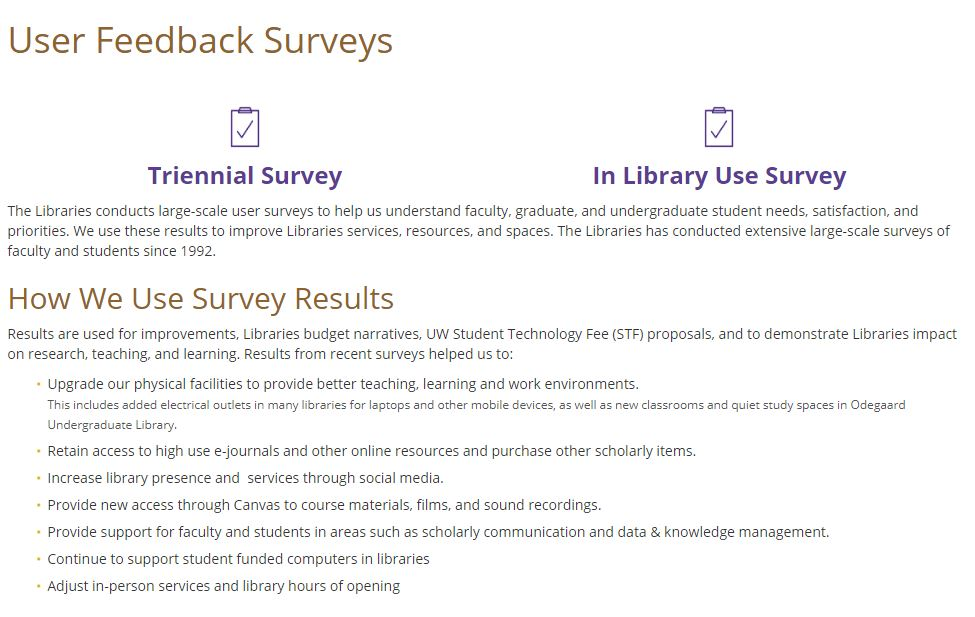 User Feedback Surveys
Triennial Survey
In Library Use Survey
The Libraries conducts large-scale user surveys to help us understand faculty, graduate, and undergraduate student needs, satisfaction, and
priorities. We use these results to improve Libraries services, resources, and spaces. The Libraries has conducted extensive large-scale surveys of
faculty and students since 1992.
How We Use Survey Results
Results are used for improvements, Libraries budget narratives, UW Student Technology Fee (STF) proposals, and to demonstrate Libraries impact
on research, teaching, and learning. Results from recent surveys helped us to:
• Upgrade our physical facilities to provide better teaching, learning and work environments.
This includes added electrical outlets in many libraries for laptops and other mobile devices, as well as new classrooms and quiet study spaces in Odegaard
Undergraduate Library.
• Retain access to high use e-journals and other online resources and purchase other scholarly items.
• Increase library presence and  services through social media.
• Provide new access through Canvas to course materials, films, and sound recordings.
• Provide support for faculty and students in areas such as scholarly communication and data & knowledge management.
• Continue to support student funded computers in libraries
• Adjust in-person services and library hours of opening